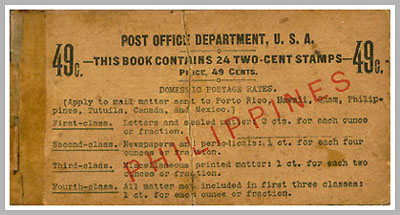 POST OFFICE DEPARTMENT, U. S. A.
49c. —THIS BOOK CONTAINS 24 TWO-CENT STAMPS— 49c.
PRICE, 49 CENTS.
DOMESTIC POSTAGE RATES.
(Apply to mail matter sent to Porto Rico, Hawaii, Guam, Philip-
pines, Tutuila, Canada, and Mexico.)
First-class. Letters and sealed matter: 2 cts. for each ounce
or fraction.
Second-class. Newspapers and periodicals: 1 ct. for each four
ounces or fraction.
Third-class. Miscellaneous printed matter: 1 ct. for each two
ounces or fraction.
Fourth-class. All matter not included in first three classes:
1 ct. for each ounce or fraction.
PHILIPPINES